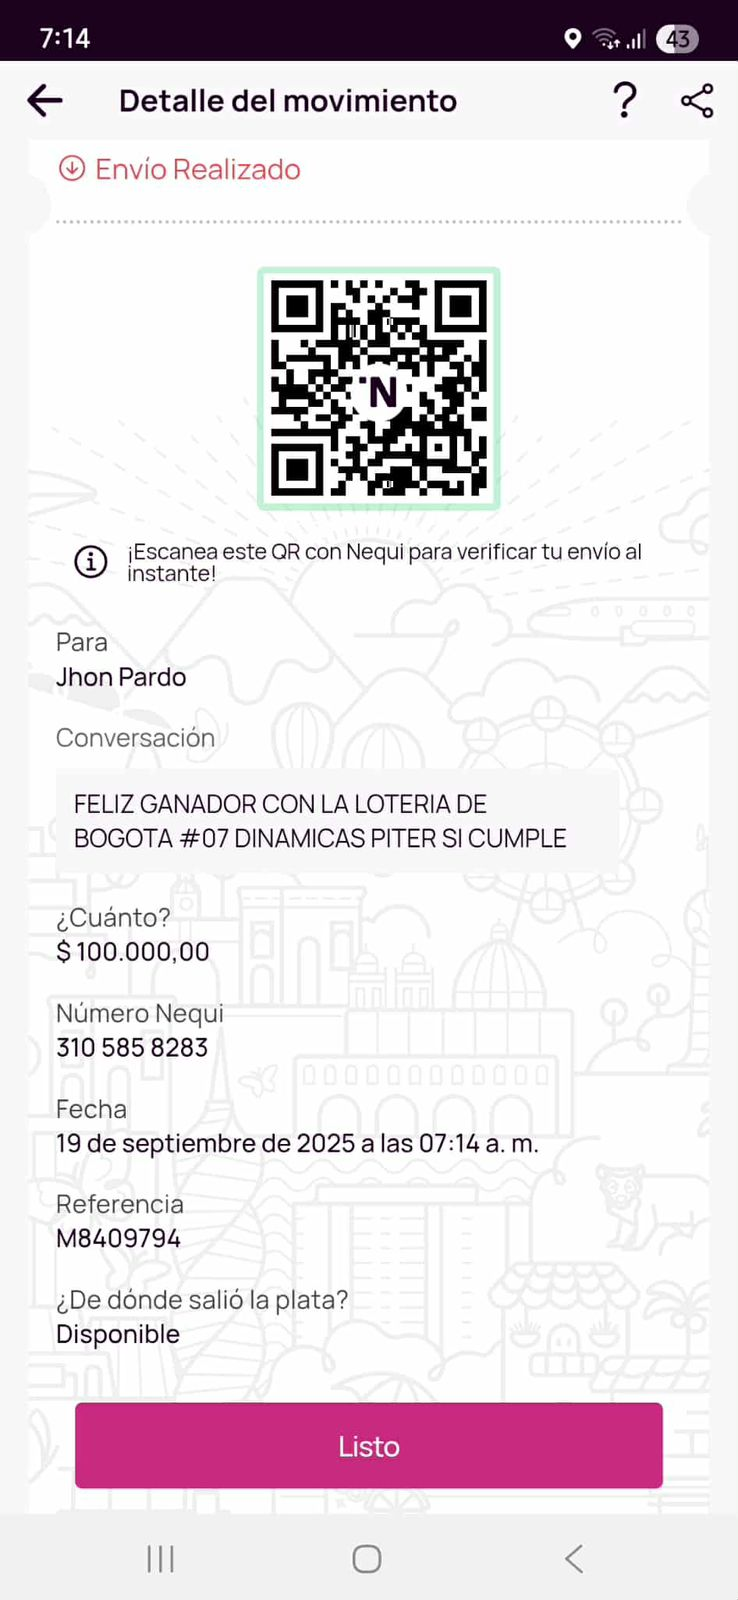 7:14
43
Detalle del movimiento
?
Envío Realizado
N
¡Escanea este QR con Nequi para verificar tu envío al
instante!
Para
Jhon Pardo
Conversación
FELIZ GANADOR CON LA LOTERIA DE
BOGOTA #07 DINAMICAS PITER SI CUMPLE
¿Cuánto?
$ 100.000,00
Número Nequi
310 585 8283
Fecha
19 de septiembre de 2025 a las 07:14 a. m.
Referencia
M8409794
¿De dónde salió la plata?
Disponible
Listo